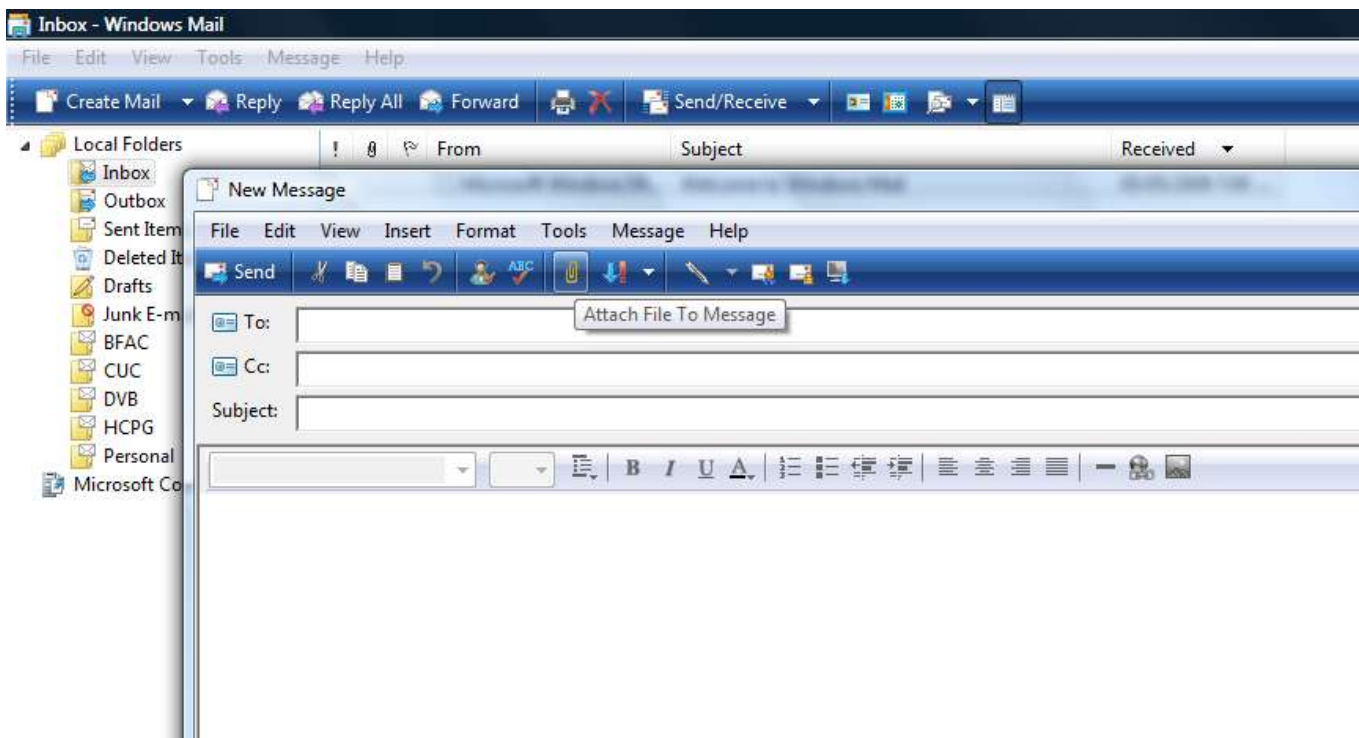 Inbox - Windows Mail
File Edit View Tools Message Help
Create Mail Reply Reply All Forward Send/Receive
Local Folders
! From Subject Received
Inbox
Outbox
Sent Item
Deleted It
Drafts
Junk E-m
BFAC
CUC
DVB
HCPG
Personal
Microsoft Co
New Message
File Edit View Insert Format Tools Message Help
Send ABC
Attach File To Message
To:
Cc:
Subject:
B I U A